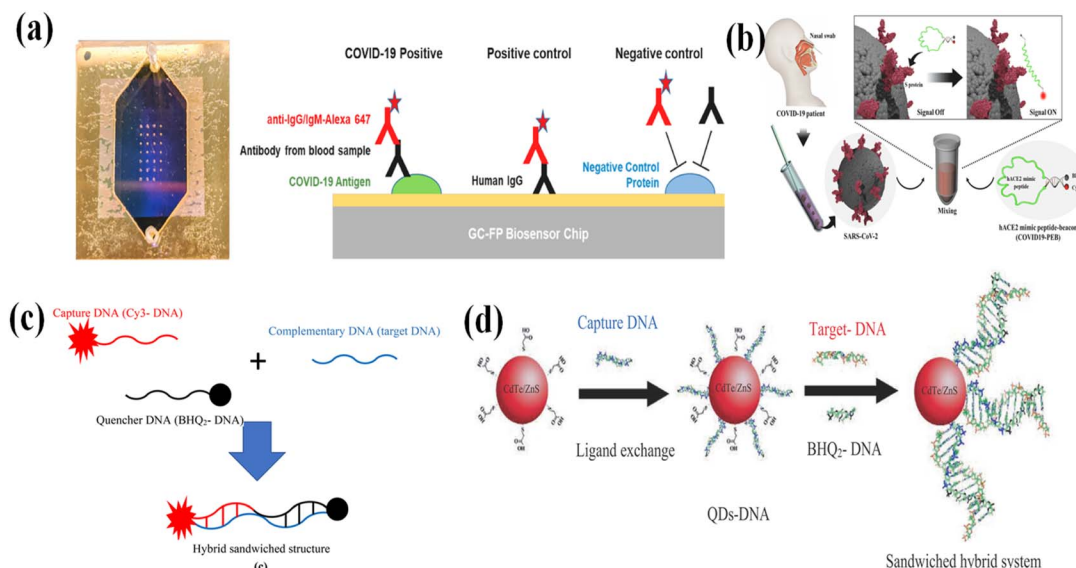 (a)
COVID-19 Positive
Positive control
Negative control
anti-IgG/IgM-Alexa 647
Antibody from blood sample
COVID-19 Antigen
Human IgG
Negative Control
Protein
GC-FP Biosensor Chip
(b)
Nasal swab
COVID-19 patient
S protein
Signal Off
Signal ON
SARS-CoV-2
Mixing
hACE2 mimic
peptide
B
Cy
hACE2 mimic peptide-beacon
(COVID19-PEB)
(c)
Capture DNA (Cy3- DNA)
Complementary DNA (target DNA)
+
Quencher DNA (BHQ2- DNA)
Hybrid sandwiched structure
(c)
(d)
Capture DNA
Target- DNA
CdTe/ZnS
CdTe/ZnS
CdTe/ZnS
Ligand exchange
BHQ2- DNA
QDs-DNA
Sandwiched hybrid system